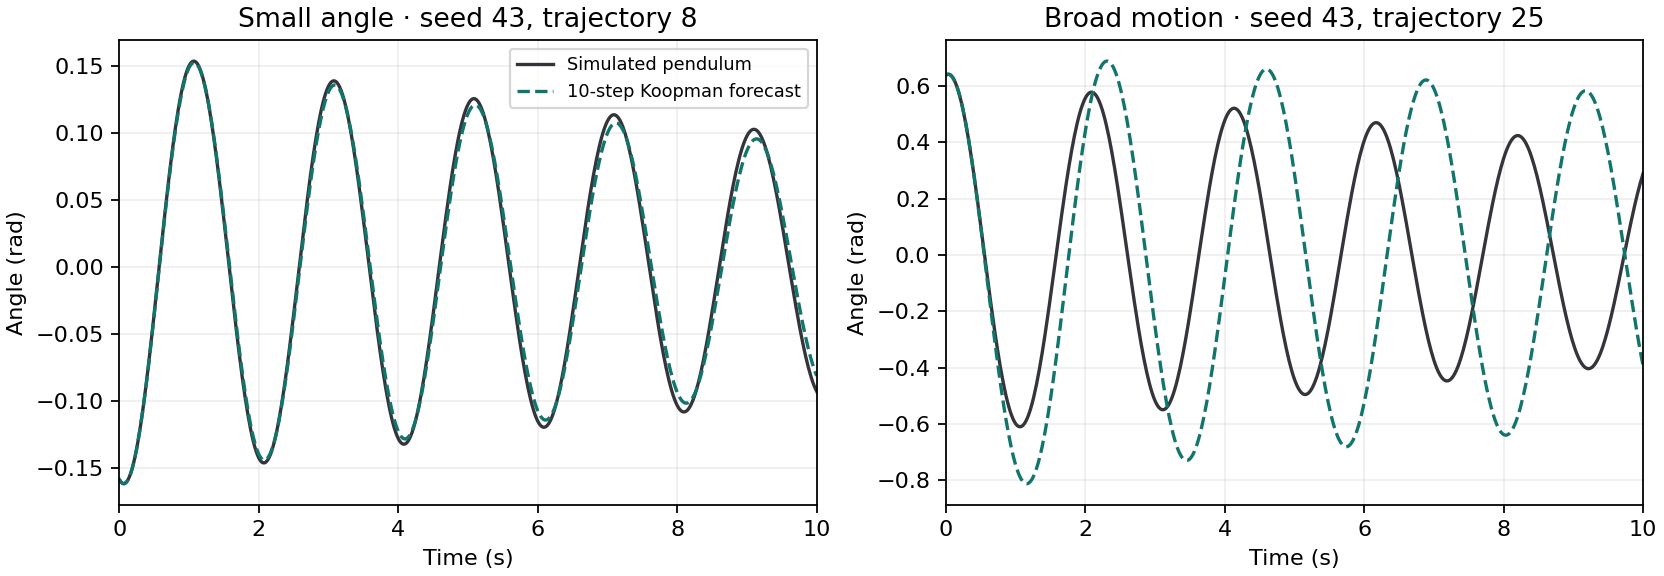 Small angle · seed 43, trajectory 8
Simulated pendulum
10-step Koopman forecast
0.15
0.10
0.05
0.00
−0.05
−0.10
−0.15
Angle (rad)
0 2 4 6 8 10
Time (s)
Broad motion · seed 43, trajectory 25
0.6
0.4
0.2
0.0
−0.2
−0.4
−0.6
−0.8
Angle (rad)
0 2 4 6 8 10
Time (s)